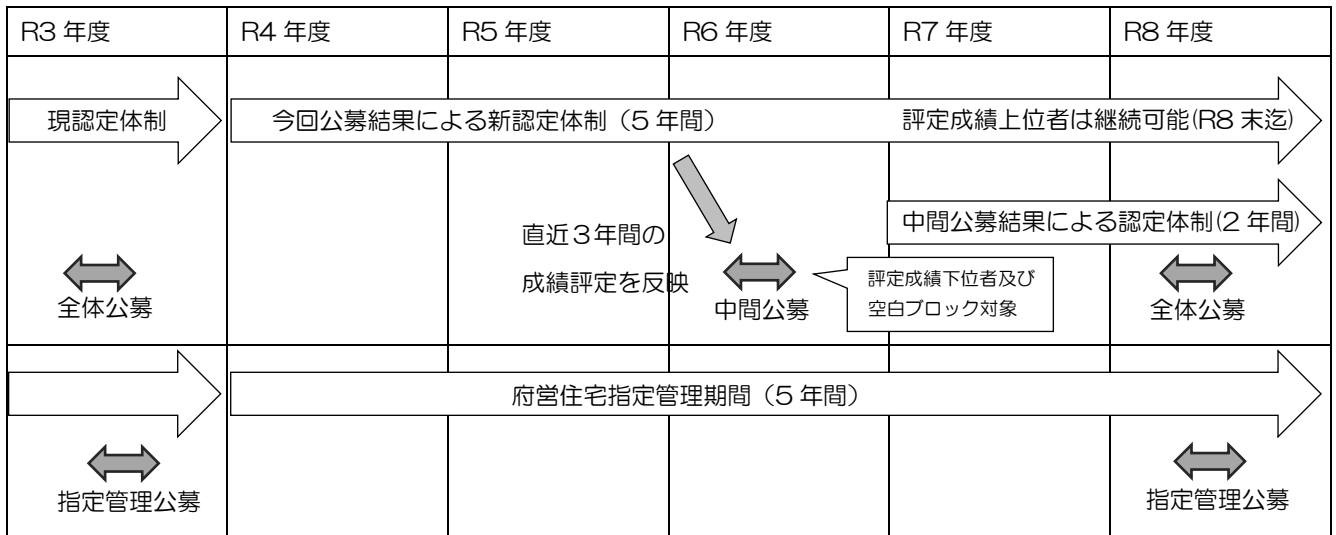 R3 年度
R4 年度
R5 年度
R6 年度
R7 年度
R8 年度
現認定体制
今回公募結果による新認定体制（5 年間）
評定成績上位者は継続可能(R8 末迄)
中間公募結果による認定体制(2 年間)
直近３年間の
成績評定を反映
全体公募
中間公募
評定成績下位者及び
空白ブロック対象
全体公募
府営住宅指定管理期間（5 年間）
指定管理公募
指定管理公募